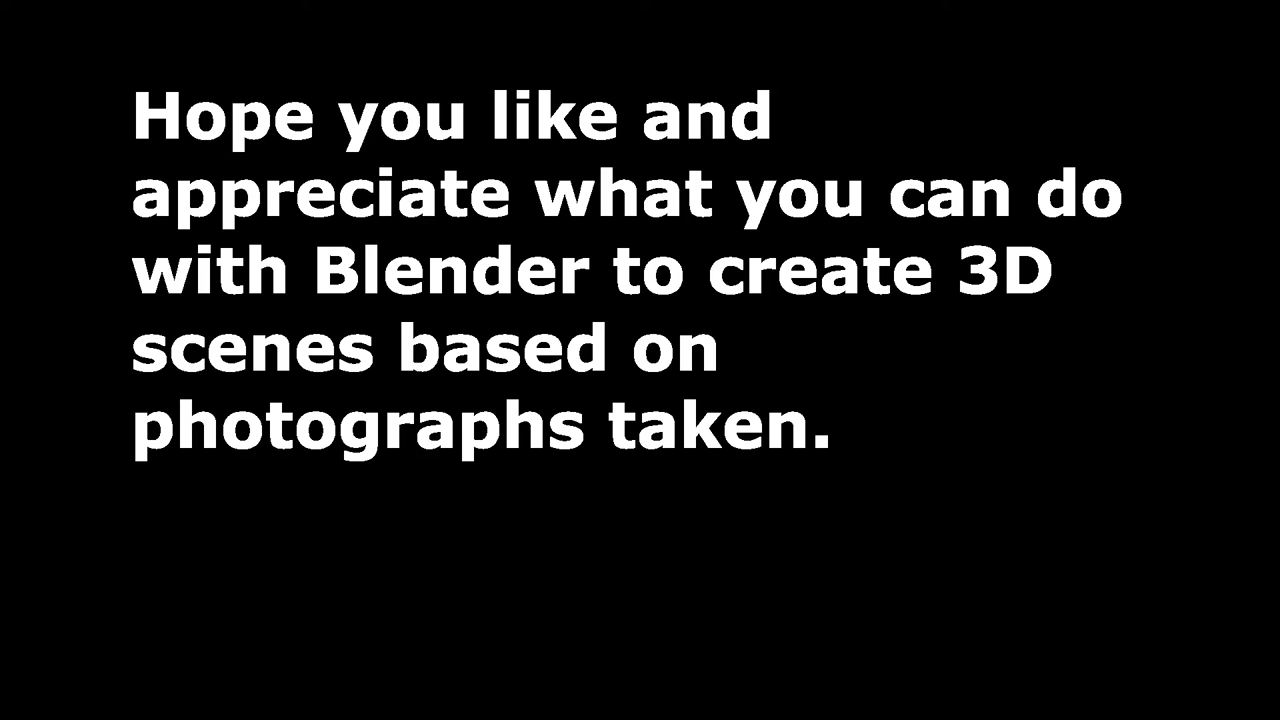 Hope you like and
appreciate what you can do
with Blender to create 3D
scenes based on
photographs taken.